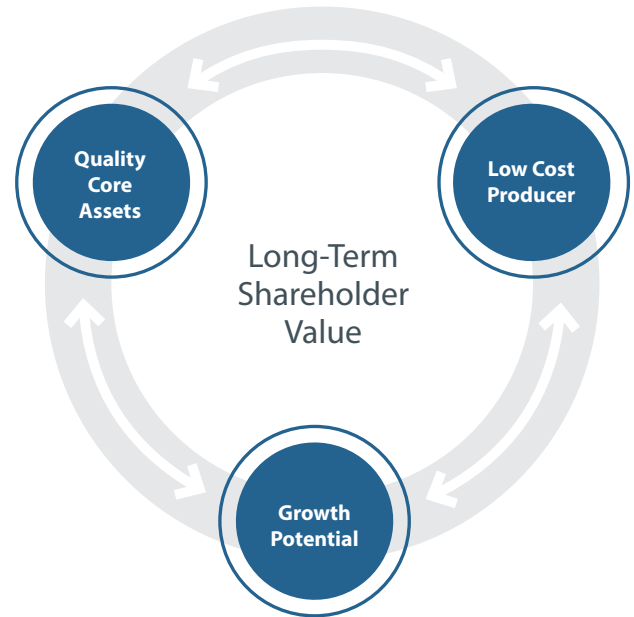 Quality
Core
Assets
Low Cost
Producer
Long-Term
Shareholder
Value
Growth
Potential